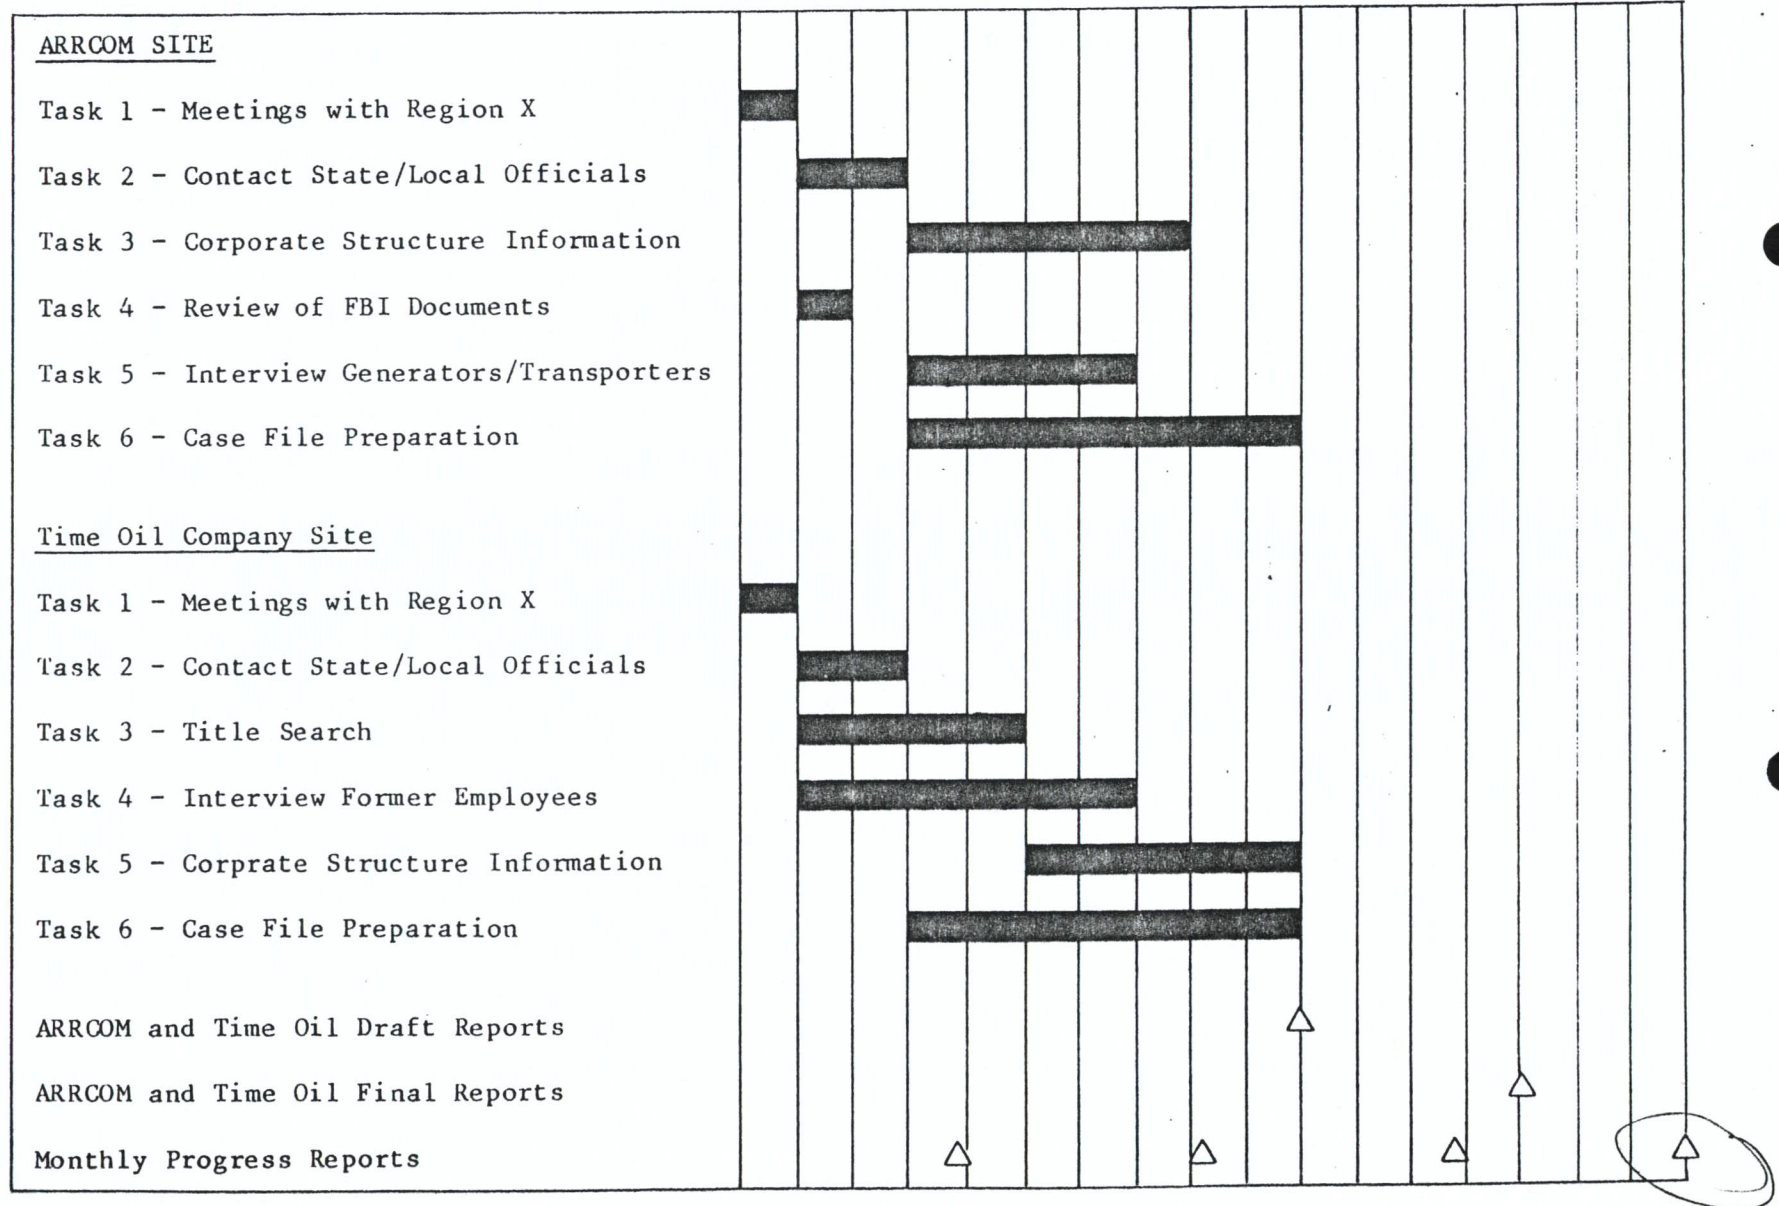 ARRCOM SITE
Task 1 - Meetings with Region X
Task 2 - Contact State/Local Officials
Task 3 - Corporate Structure Information
Task 4 - Review of FBI Documents
Task 5 - Interview Generators/Transporters
Task 6 - Case File Preparation
Time Oil Company Site
Task 1 - Meetings with Region X
Task 2 - Contact State/Local Officials
Task 3 - Title Search
Task 4 - Interview Former Employees
Task 5 - Corprate Structure Information
Task 6 - Case File Preparation
ARRCOM and Time Oil Draft Reports
ARRCOM and Time Oil Final Reports
Monthly Progress Reports